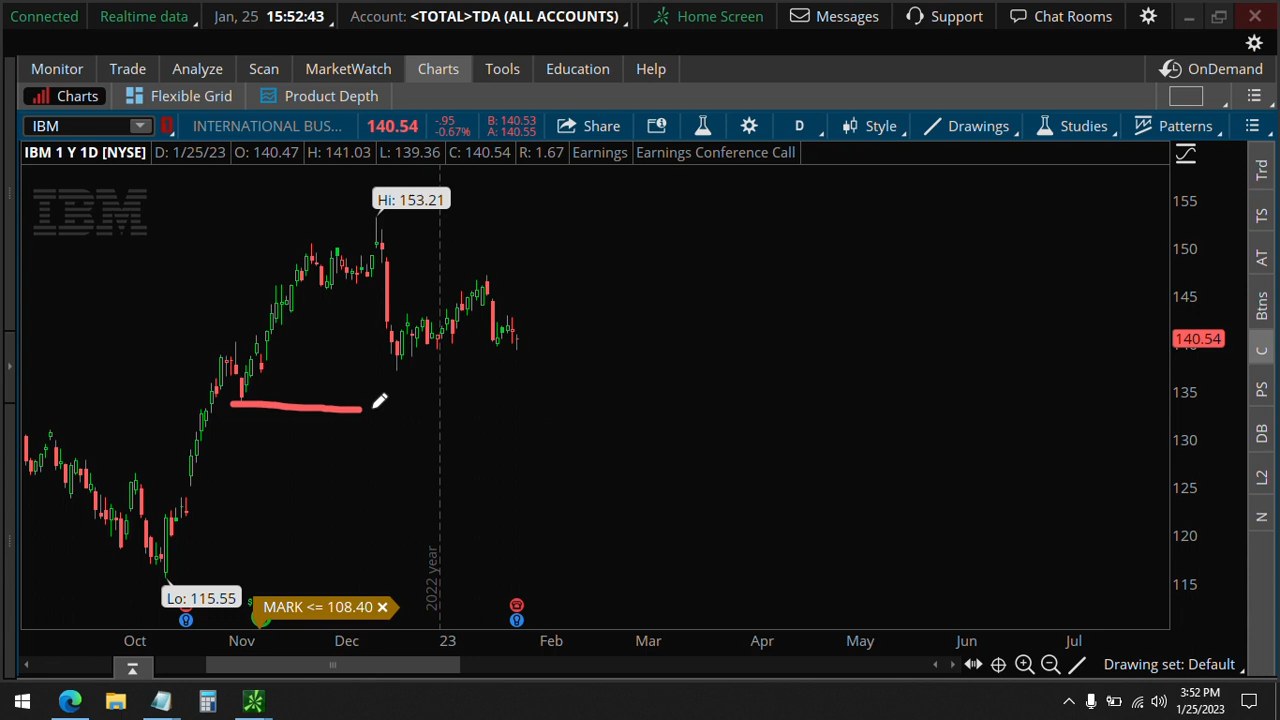 Connected Realtime data Jan, 25 15:52:43 Account: <TOTAL>TDA (ALL ACCOUNTS) Home Screen Messages Support Chat Rooms
Monitor Trade Analyze Scan MarketWatch Charts Tools Education Help OnDemand
Charts Flexible Grid Product Depth
IBM INTERNATIONAL BUS... 140.54 -.95 -0.67% B: 140.53 A: 140.55 Share D Style Drawings Studies Patterns
IBM 1 Y 1D [NYSE] D: 1/25/23 O: 140.47 H: 141.03 L: 139.36 C: 140.54 R: 1.67 Earnings Earnings Conference Call
IBM
Hi: 153.21
155
150
145
140.54
135
130
125
120
115
Lo: 115.55
MARK <= 108.40
2022 year
Oct Nov Dec 23 Feb Mar Apr May Jun Jul
Trd
TS
AT
Btns
C
PS
DB
L2
N
Drawing set: Default
3:52 PM
1/25/2023